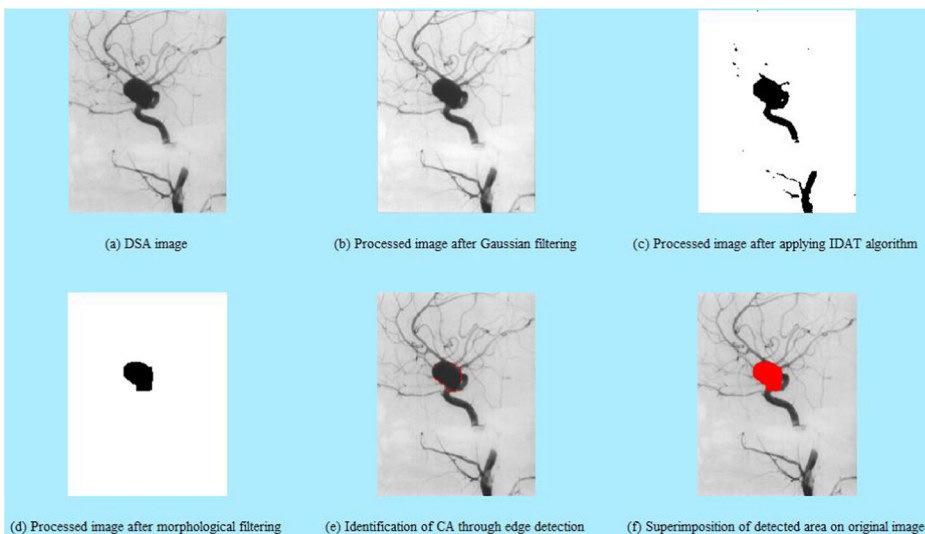 (a) DSA image
(b) Processed image after Gaussian filtering
(c) Processed image after applying IDAT algorithm
(d) Processed image after morphological filtering
(e) Identification of CA through edge detection
(f) Superimposition of detected area on original image